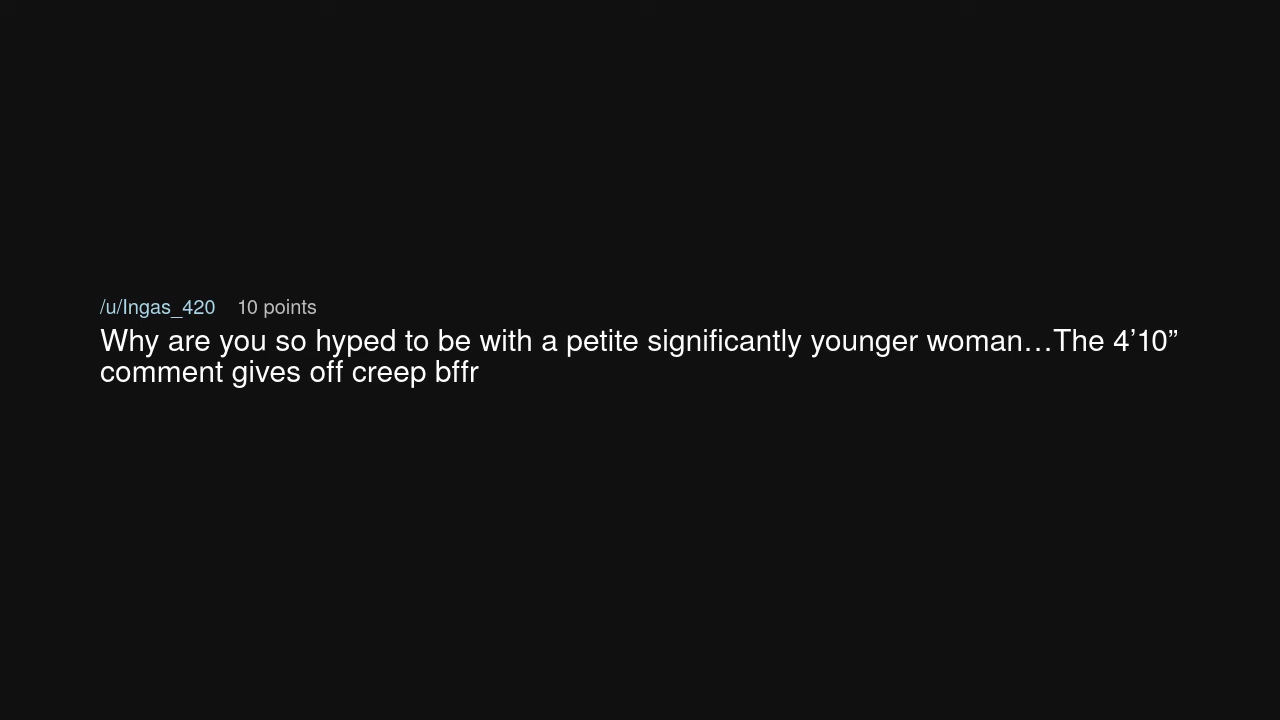 /u/Ingas_420 10 points
Why are you so hyped to be with a petite significantly younger woman…The 4’10”
comment gives off creep bffr